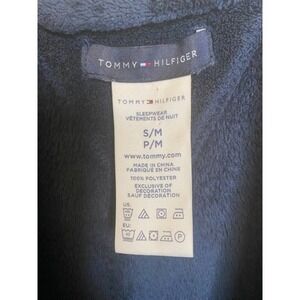 TOMMY HILFIGER
TOMMY HILFIGER
SLEEPWEAR
VÊTEMENTS DE NUIT
S/M
P/M
www.tommy.com
MADE IN CHINA
FABRIQUÉ EN CHINE
100% POLYESTER
EXCLUSIVE OF
DECORATION
SAUF DÉCORATION
US:
EU:
P